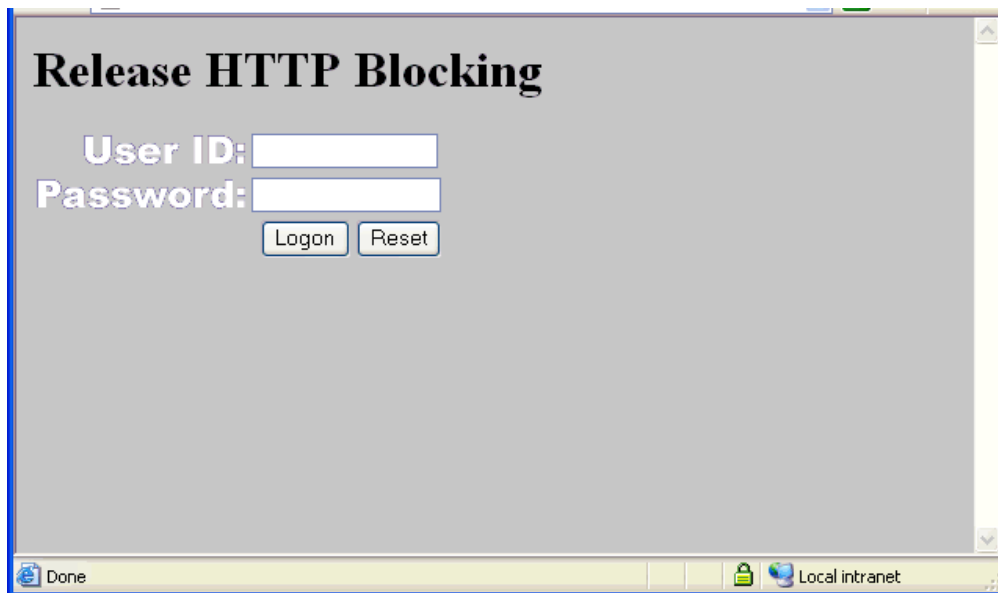 Release HTTP Blocking
User ID:
Password:
Logon Reset
Done Local intranet